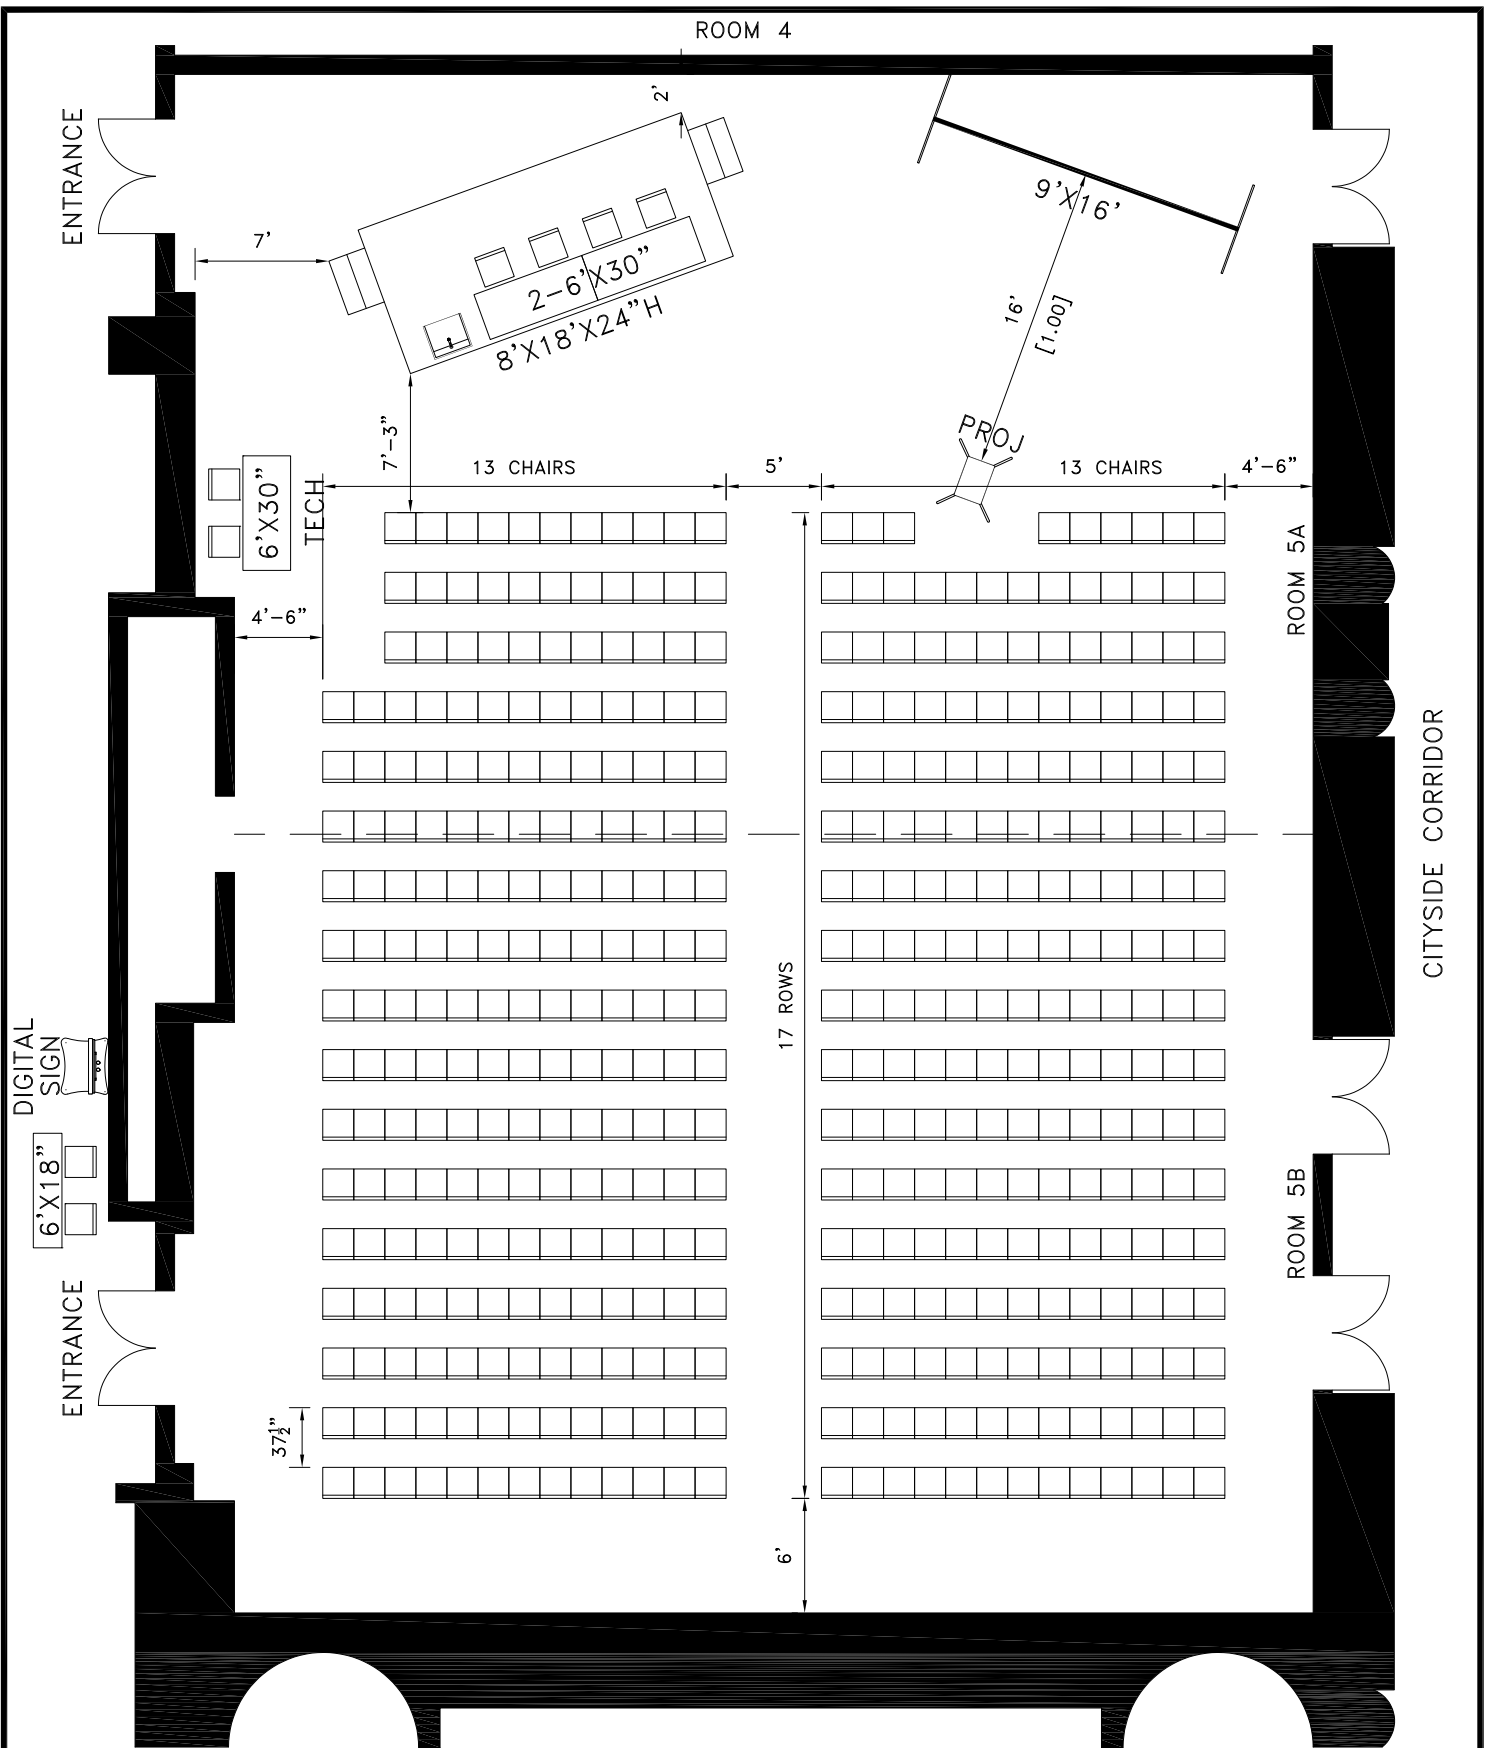 ROOM 4
ENTRANCE
2'
7'
9'X16'
2-6'X30"
8'X18'X24"H
16'
[1.00]
7'-3"
PROJ
13 CHAIRS
5'
13 CHAIRS
4'-6"
6'X30"
TECH
ROOM 5A
4'-6"
CITYSIDE CORRIDOR
17 ROWS
DIGITAL
SIGN
6'X18"
ROOM 5B
ENTRANCE
37½"
6'